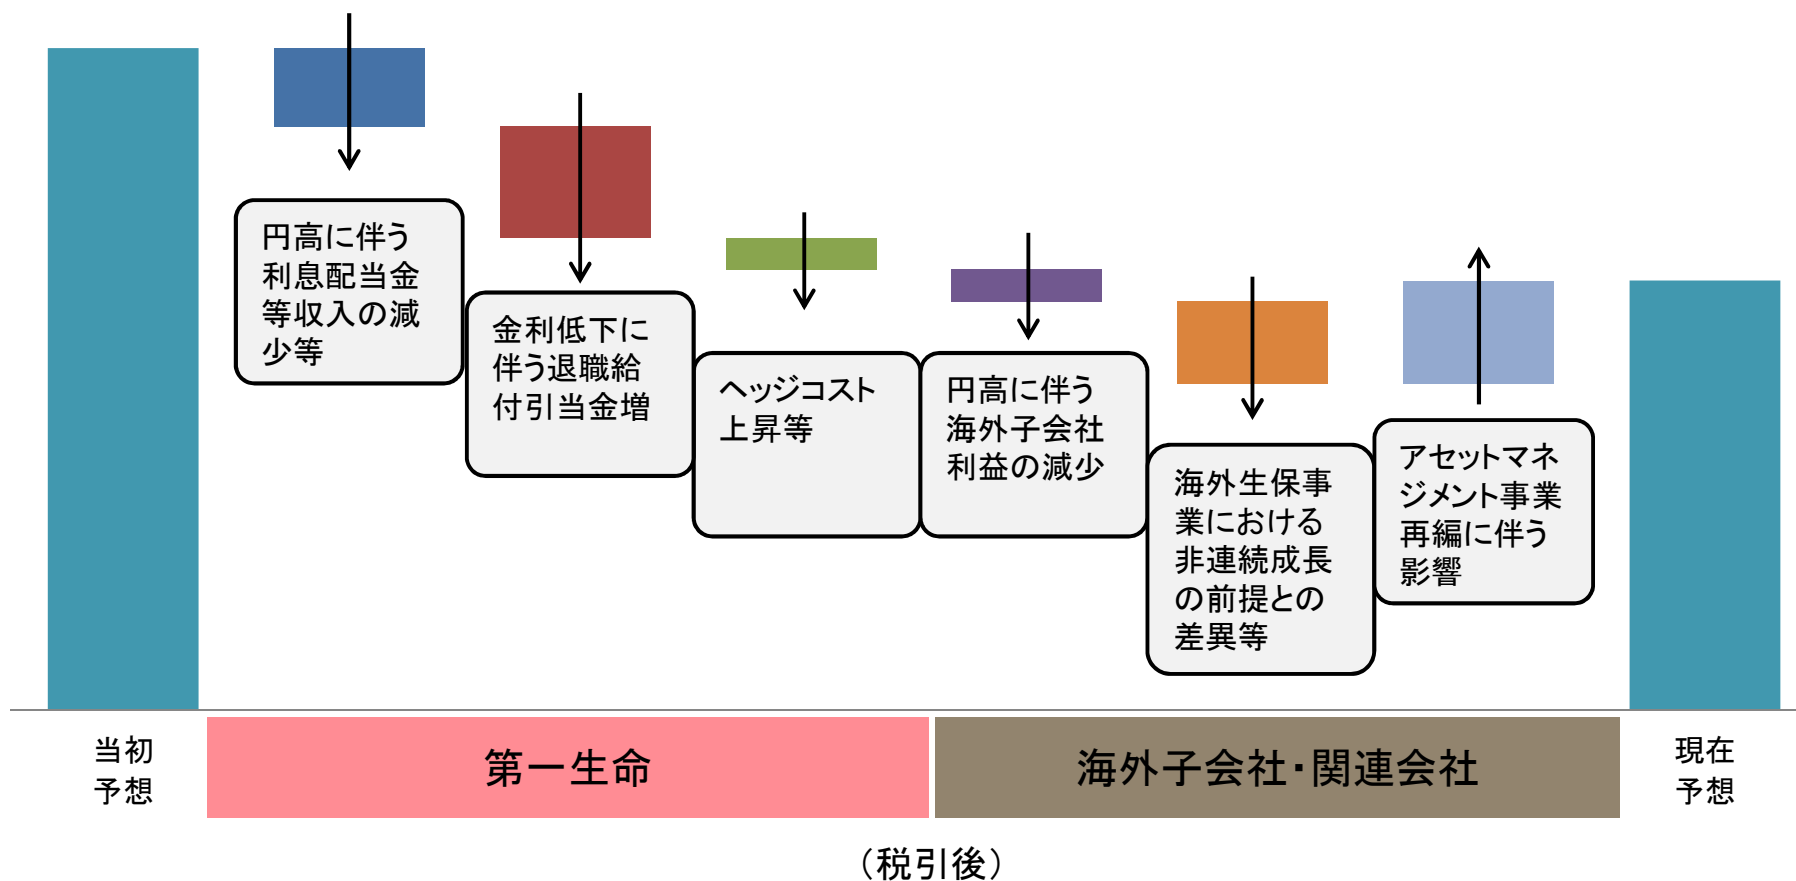 円高に伴う
利息配当金
等収入の減
少等
金利低下に
伴う退職給
付引当金増
ヘッジコスト
上昇等
円高に伴う
海外子会社
利益の減少
海外生保事
業における
非連続成長
の前提との
差異等
アセットマネ
ジメント事業
再編に伴う
影響
当初
予想
第一生命
海外子会社・関連会社
現在
予想
（税引後）